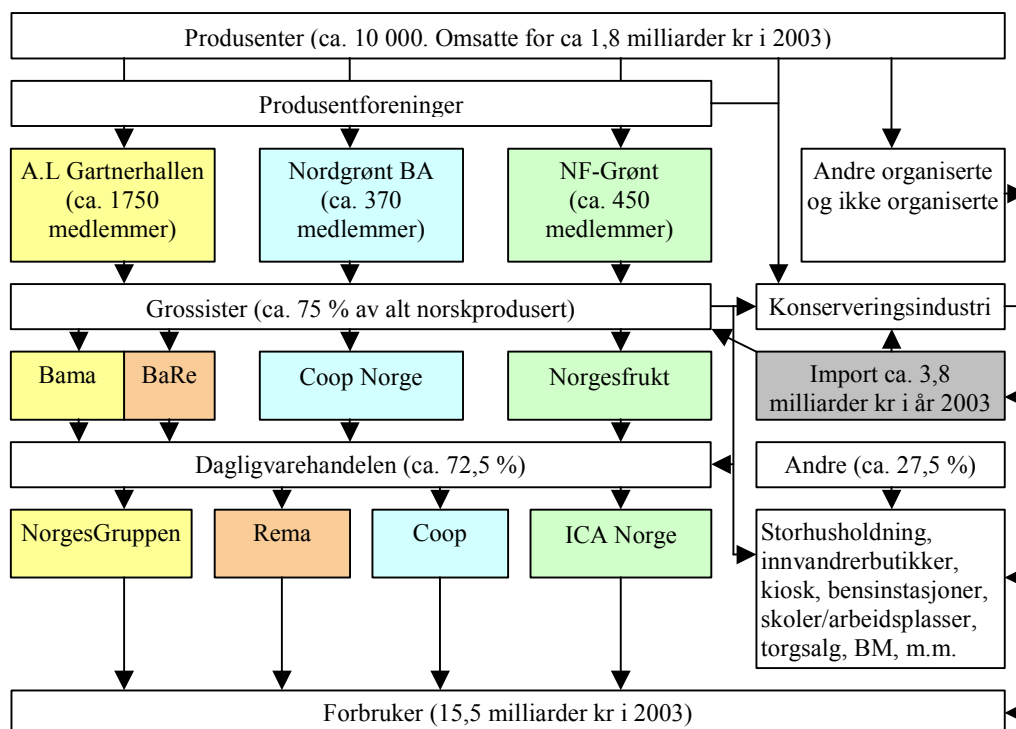 Produsenter (ca. 10 000. Omsatte for ca 1,8 milliarder kr i 2003)
Produsentforeninger
A.L Gartnerhallen
(ca. 1750
medlemmer)
Nordgrønt BA
(ca. 370
medlemmer)
NF-Grønt
(ca. 450
medlemmer)
Andre organiserte
og ikke organiserte
Grossister (ca. 75 % av alt norskprodusert)
Konserveringsindustri
Bama
BaRe
Coop Norge
Norgesfrukt
Import ca. 3,8
milliarder kr i år 2003
Dagligvarehandelen (ca. 72,5 %)
Andre (ca. 27,5 %)
NorgesGruppen
Rema
Coop
ICA Norge
Storhusholdning,
innvandrerbutikker,
kiosk, bensinstasjoner,
skoler/arbeidsplasser,
torgsalg, BM, m.m.
Forbruker (15,5 milliarder kr i 2003)